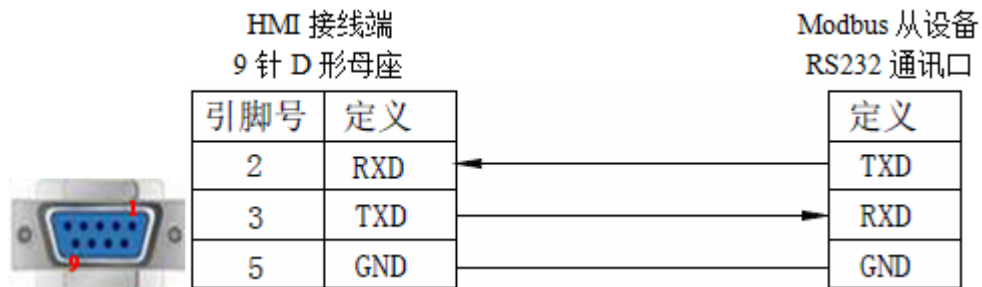 HMI 接线端
9 针 D 形母座
Modbus 从设备
RS232 通讯口
引脚号 定义 定义
2 RXD TXD
1
3 TXD RXD
9
5 GND GND